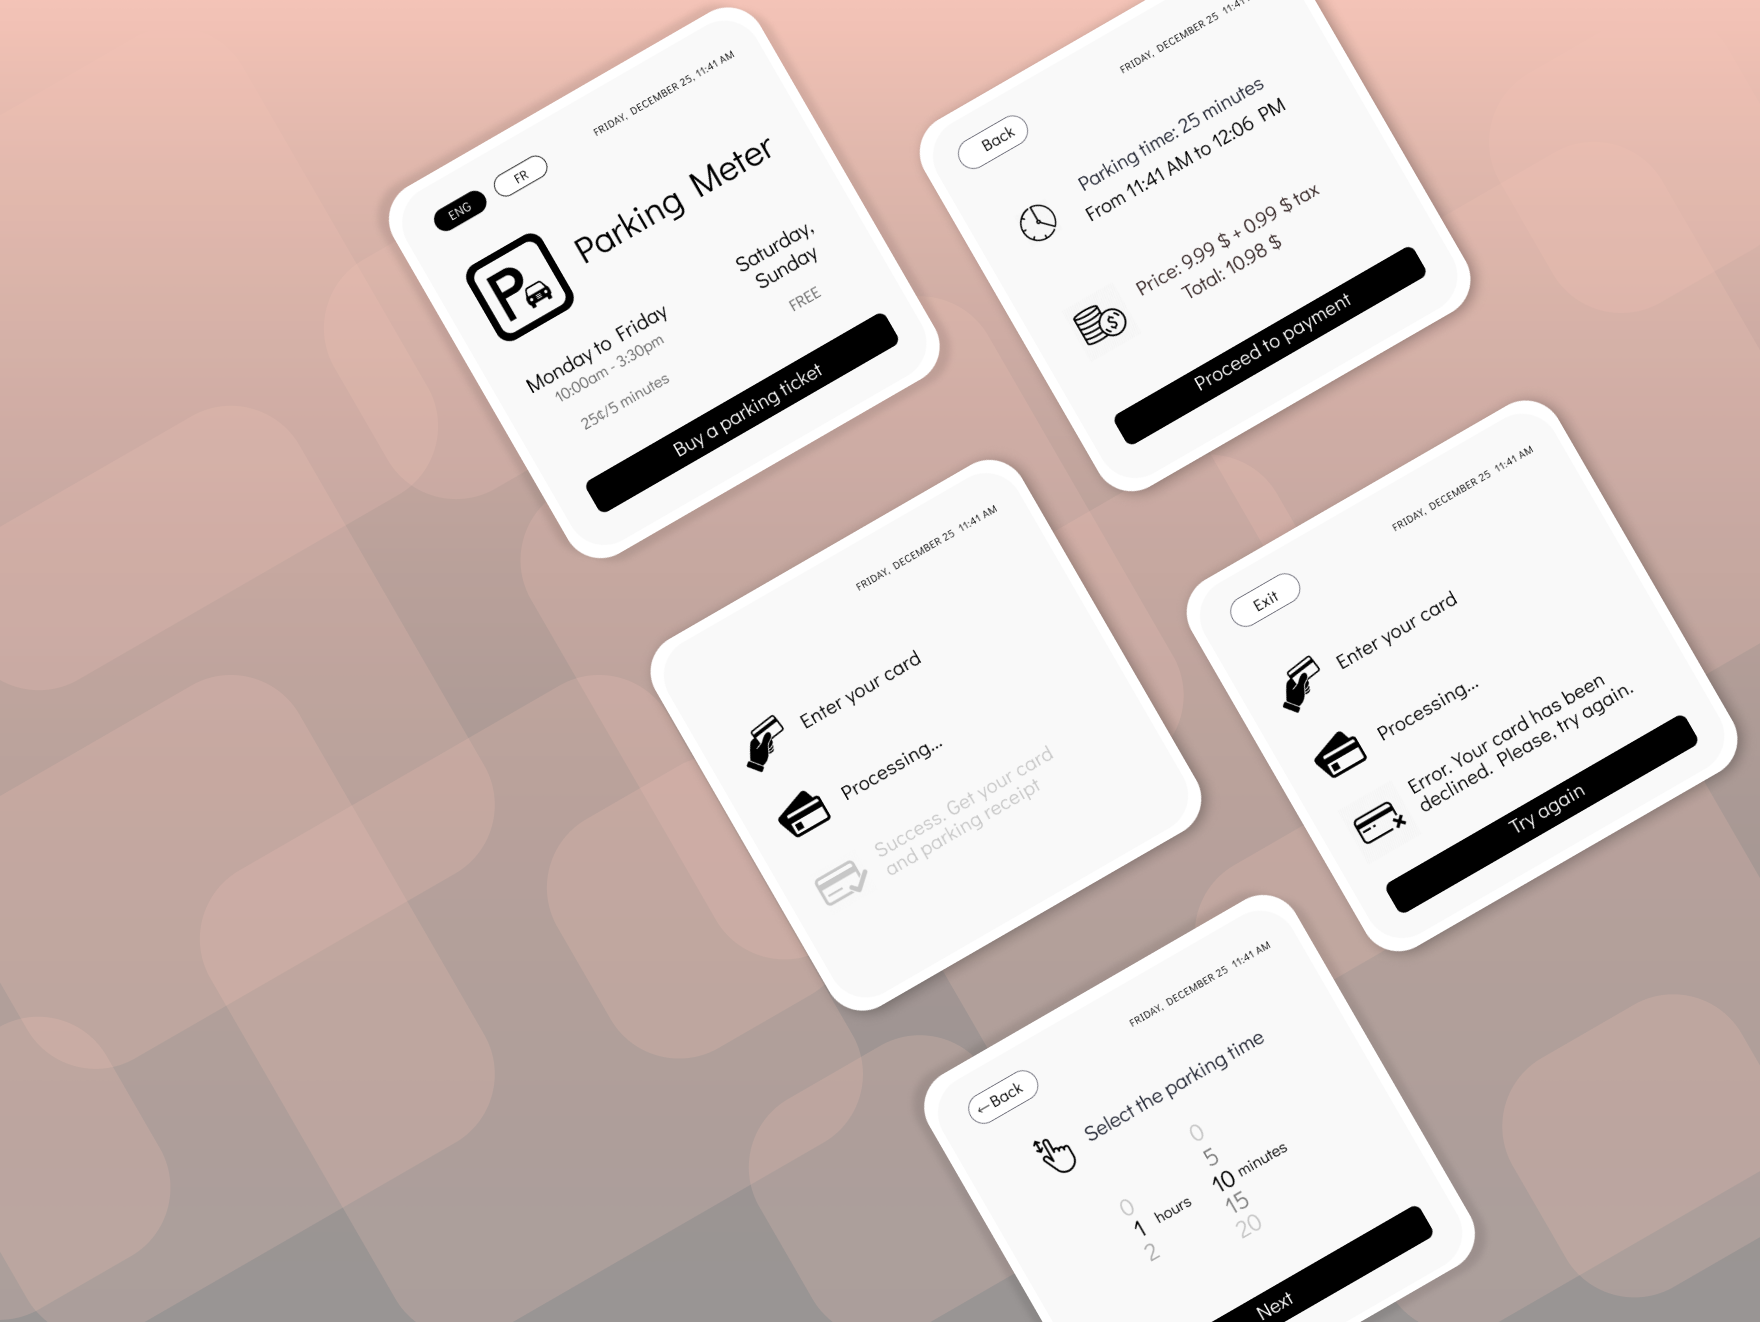 FRIDAY, DECEMBER 25, 11:41 AM
ENG
FR
P
Parking Meter
Monday to Friday
10:00am - 3:30pm
25¢/5 minutes
Saturday,
Sunday
FREE
Buy a parking ticket
FRIDAY, DECEMBER 25 11:41
Back
Parking time: 25 minutes
From 11:41 AM to 12:06 PM
Price: 9.99 $ + 0.99 $ tax
Total: 10.98 $
$
Proceed to payment
FRIDAY, DECEMBER 25 11:41 AM
Enter your card
Processing...
Success. Get your card
and parking receipt
FRIDAY, DECEMBER 25 11:41 AM
Exit
Enter your card
Processing...
Error. Your card has been
declined. Please, try again.
Try again
FRIDAY, DECEMBER 25 11:41 AM
←Back
Select the parking time
0
1 hours
2
0
5
10 minutes
15
20
Next